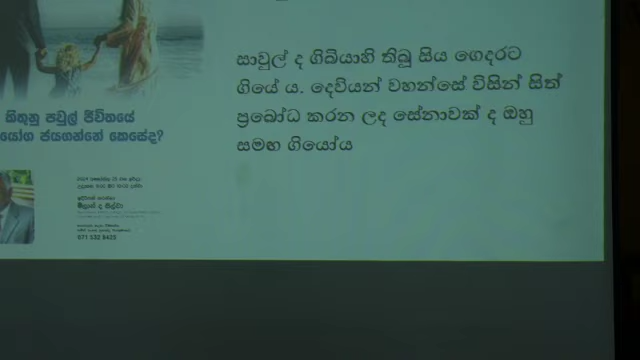 සාවුල් ද ගිබියාහි තිබූ සිය ගෙදරට
ගියේ ය. දෙවියන් වහන්සේ විසින් සිත්
ප්‍රබෝධ කරන ලද සේනාවක් ද ඔහු
සමඟ ගියෝය
කිතුනු පවුල් ජීවිතයේ
යෝග ජයගන්නේ කෙසේද?
071 532 8425